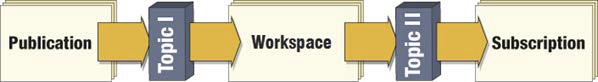 Publication
Topic I
Workspace
Topic II
Subscription